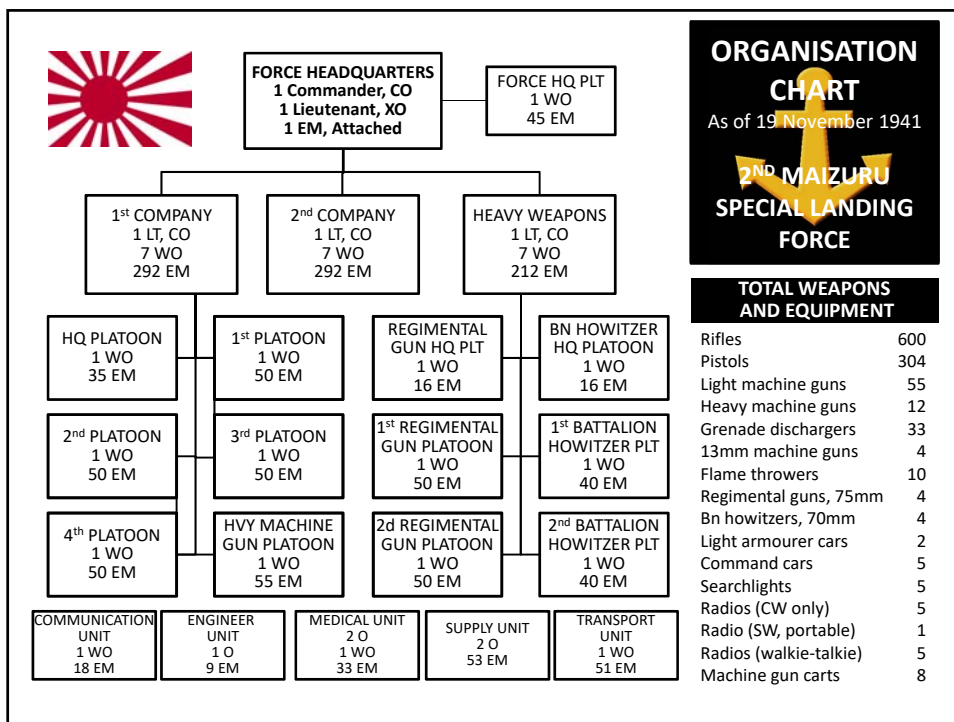 FORCE HEADQUARTERS
1 Commander, CO
1 Lieutenant, XO
1 EM, Attached
FORCE HQ PLT
1 WO
45 EM
1st COMPANY
1 LT, CO
7 WO
292 EM
2nd COMPANY
1 LT, CO
7 WO
292 EM
HEAVY WEAPONS
1 LT, CO
7 WO
212 EM
HQ PLATOON
1 WO
35 EM
1st PLATOON
1 WO
50 EM
REGIMENTAL
GUN HQ PLT
1 WO
16 EM
BN HOWITZER
HQ PLATOON
1 WO
16 EM
2nd PLATOON
1 WO
50 EM
3rd PLATOON
1 WO
50 EM
1st REGIMENTAL
GUN PLATOON
1 WO
50 EM
1st BATTALION
HOWITZER PLT
1 WO
40 EM
4th PLATOON
1 WO
50 EM
HVY MACHINE
GUN PLATOON
1 WO
55 EM
2d REGIMENTAL
GUN PLATOON
1 WO
50 EM
2nd BATTALION
HOWITZER PLT
1 WO
40 EM
COMMUNICATION
UNIT
1 WO
18 EM
ENGINEER
UNIT
1 O
9 EM
MEDICAL UNIT
2 O
1 WO
33 EM
SUPPLY UNIT
2 O
53 EM
TRANSPORT
UNIT
1 WO
51 EM
ORGANISATION
CHART
As of 19 November 1941
2ND MAIZURU
SPECIAL LANDING
FORCE
TOTAL WEAPONS
AND EQUIPMENT
Rifles 600
Pistols 304
Light machine guns 55
Heavy machine guns 12
Grenade dischargers 33
13mm machine guns 4
Flame throwers 10
Regimental guns, 75mm 4
Bn howitzers, 70mm 4
Light armourer cars 2
Command cars 5
Searchlights 5
Radios (CW only) 5
Radio (SW, portable) 1
Radios (walkie-talkie) 5
Machine gun carts 8